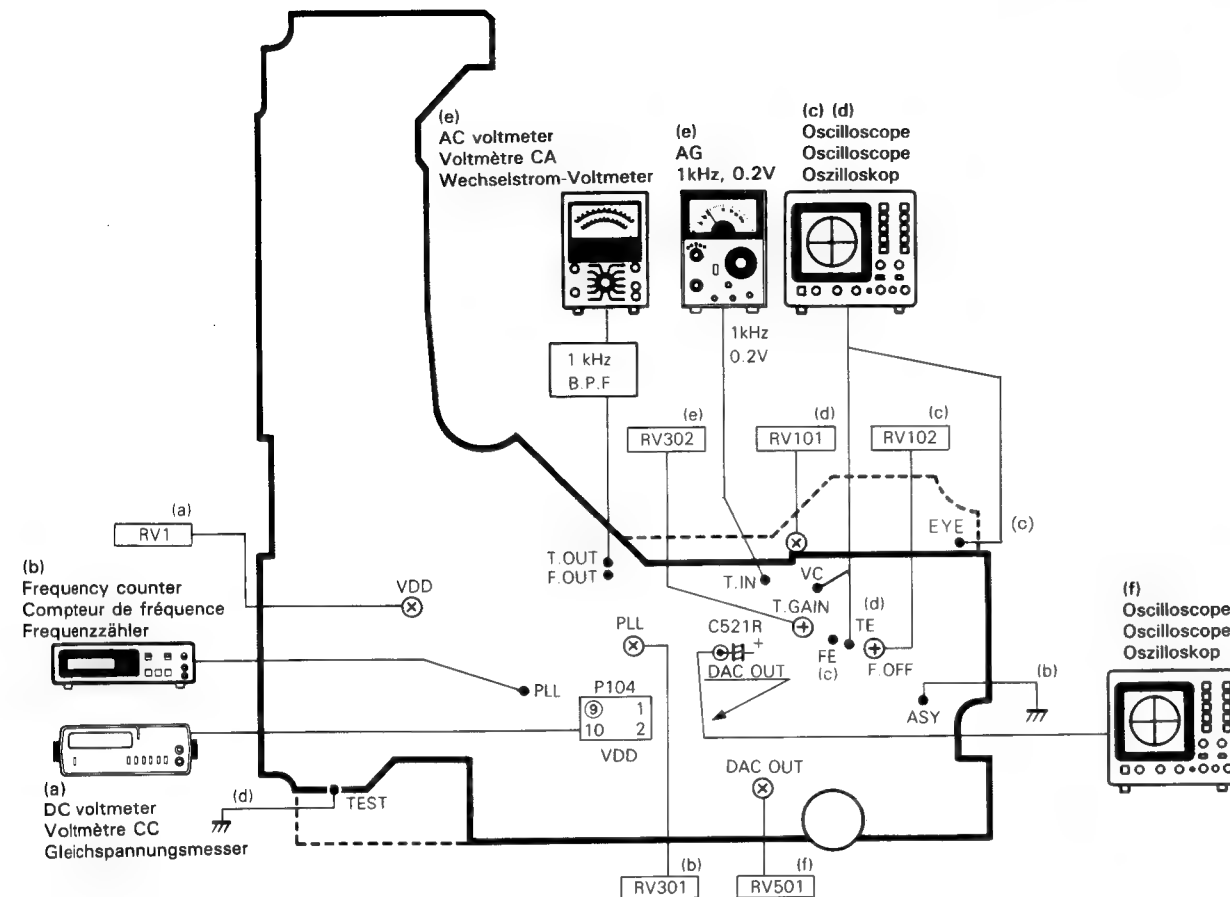 (e)
AC voltmeter
Voltmètre CA
Wechselstrom-Voltmeter
(e)
AG
1kHz, 0.2V
(c) (d)
Oscilloscope
Oscilloscope
Oszilloskop
1 kHz
B.P.F
1kHz
0.2V
(e)
RV302
(d)
RV101
(c)
RV102
(a)
RV1
EYE
(c)
T.OUT
F.OUT
T.IN
VC
(b)
Frequency counter
Compteur de fréquence
Frequenzzähler
VDD
PLL
T.GAIN
(d)
TE
C521R
+
DAC OUT
FE
(c)
F.OFF
(f)
Oscilloscope
Oscilloscope
Oszilloskop
PLL
P104
9 1
10 2
VDD
ASY
(b)
DAC OUT
(a)
DC voltmeter
Voltmètre CC
Gleichspannungsmesser
(d)
TEST
(b)
RV301
(f)
RV501